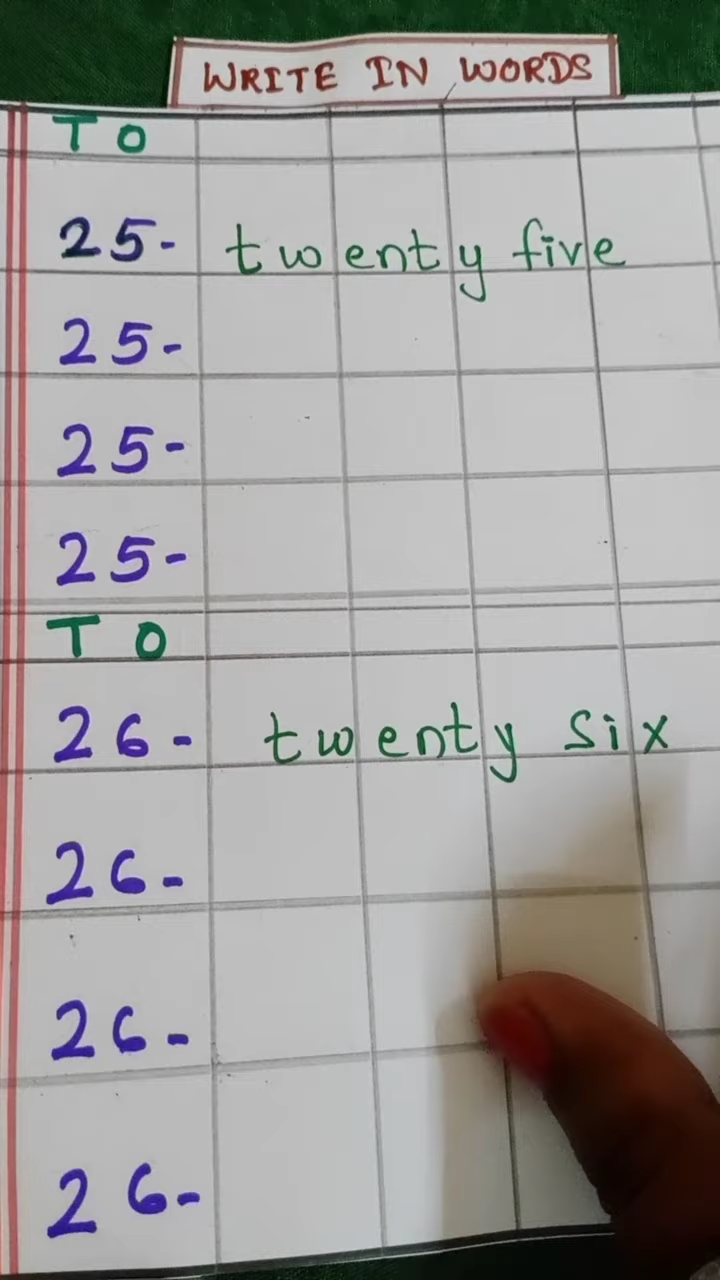 WRITE IN WORDS
T O
25- twenty five
25-
25-
25-
T O
26- twenty six
26-
26-
26-